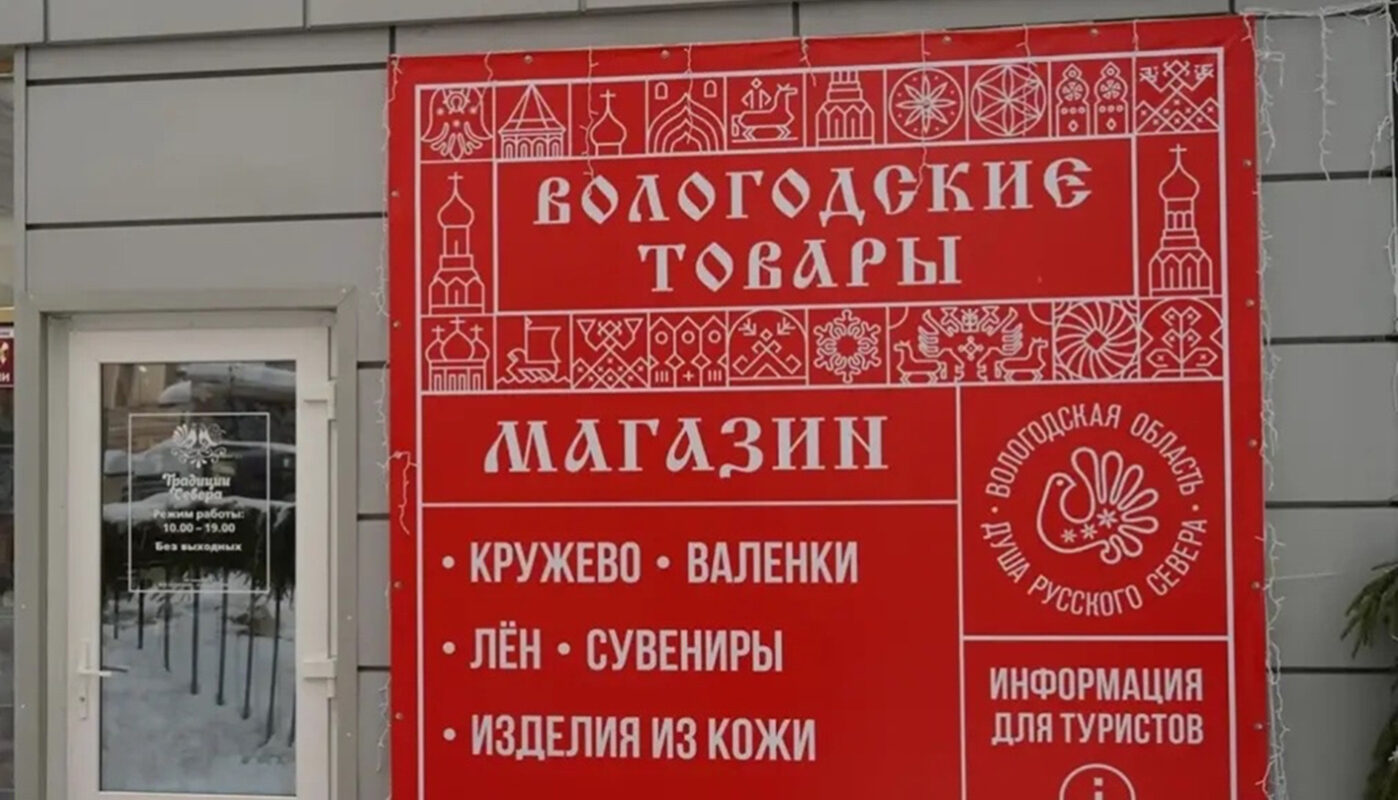 ВОЛОГОДСКИЕ
ТОВАРЫ
МАГАЗИН
• КРУЖЕВО • ВАЛЕНКИ
• ЛЁН • СУВЕНИРЫ
• ИЗДЕЛИЯ ИЗ КОЖИ
• ВОЛОГОДСКАЯ ОБЛАСТЬ •
ДУША РУССКОГО СЕВЕРА
ИНФОРМАЦИЯ
ДЛЯ ТУРИСТОВ
i
Традиции
Севера
Режим работы:
10.00 – 19.00
Без выходных